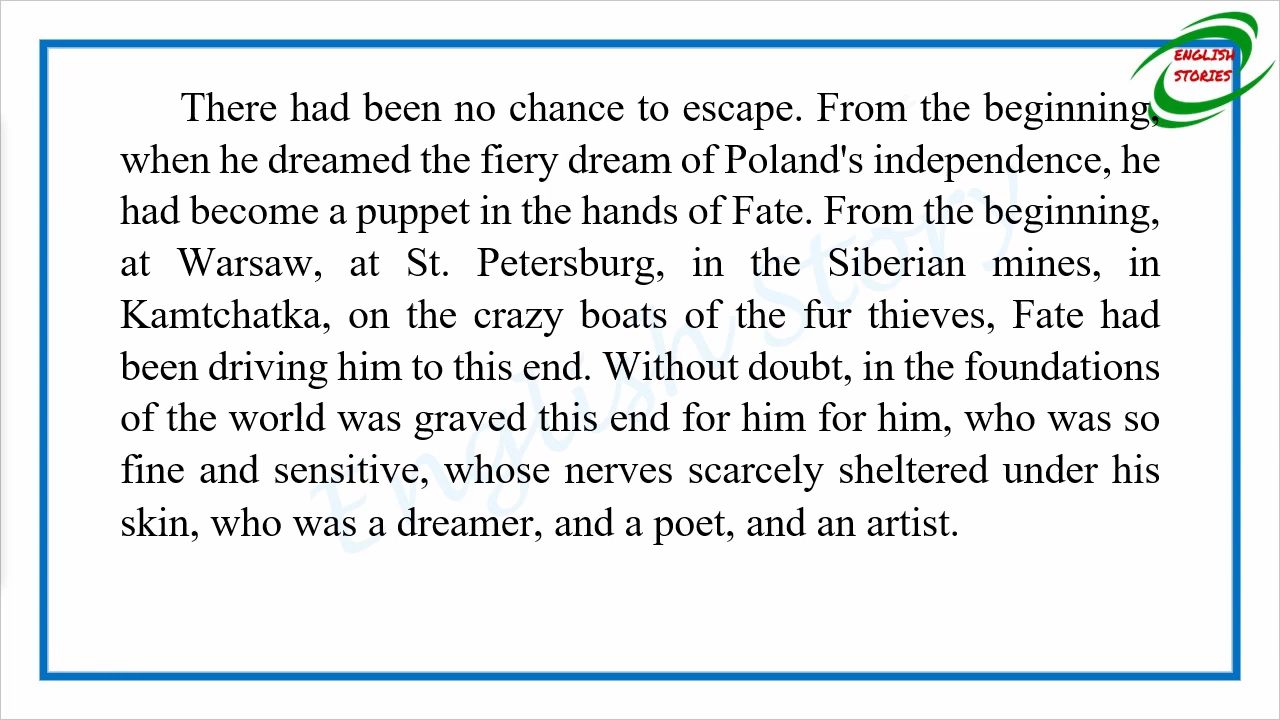 ENGLISH
STORIES
There had been no chance to escape. From the beginning,
when he dreamed the fiery dream of Poland's independence, he
had become a puppet in the hands of Fate. From the beginning,
at Warsaw, at St. Petersburg, in the Siberian mines, in
Kamtchatka, on the crazy boats of the fur thieves, Fate had
been driving him to this end. Without doubt, in the foundations
of the world was graved this end for him for him, who was so
fine and sensitive, whose nerves scarcely sheltered under his
skin, who was a dreamer, and a poet, and an artist.
English Story